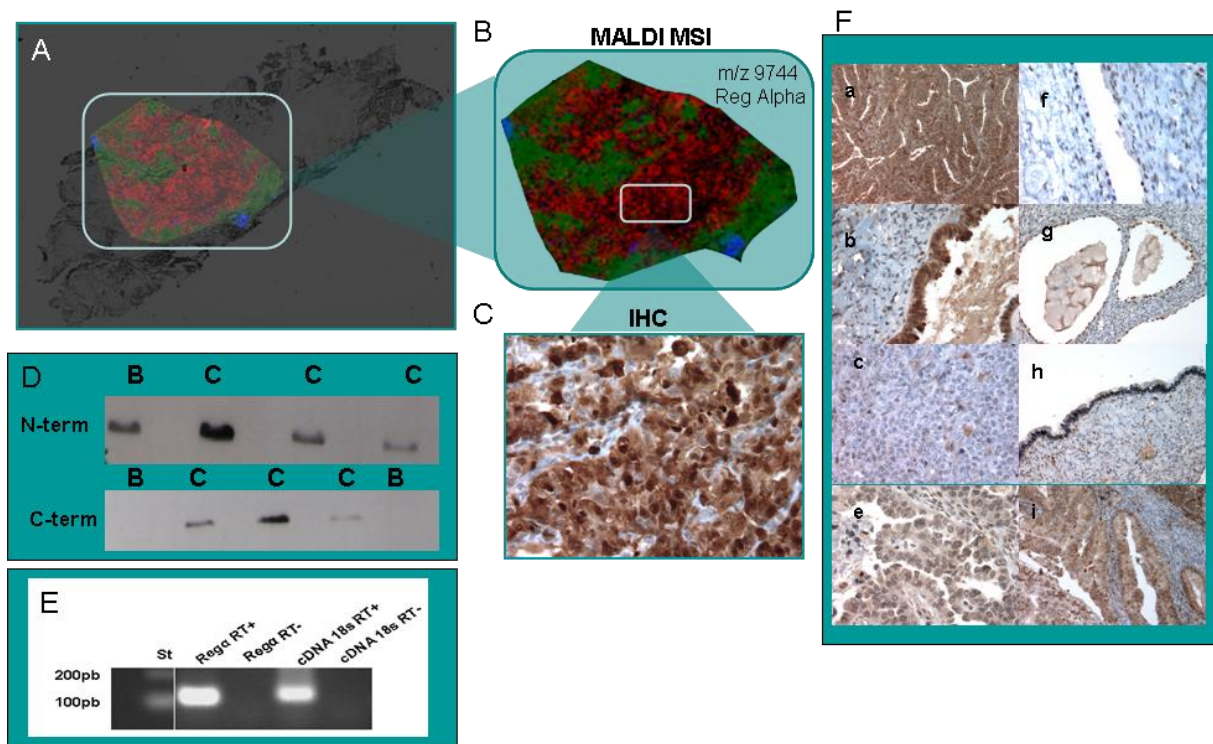 A
B
MALDI MSI
m/z 9744
Reg Alpha
C
IHC
D
B C C C
N-term
B C C C B
C-term
E
St Regα RT+ Regα RT- cDNA 18s RT+ cDNA 18s RT-
200pb
100pb
F
a
f
b
g
c
h
e
i